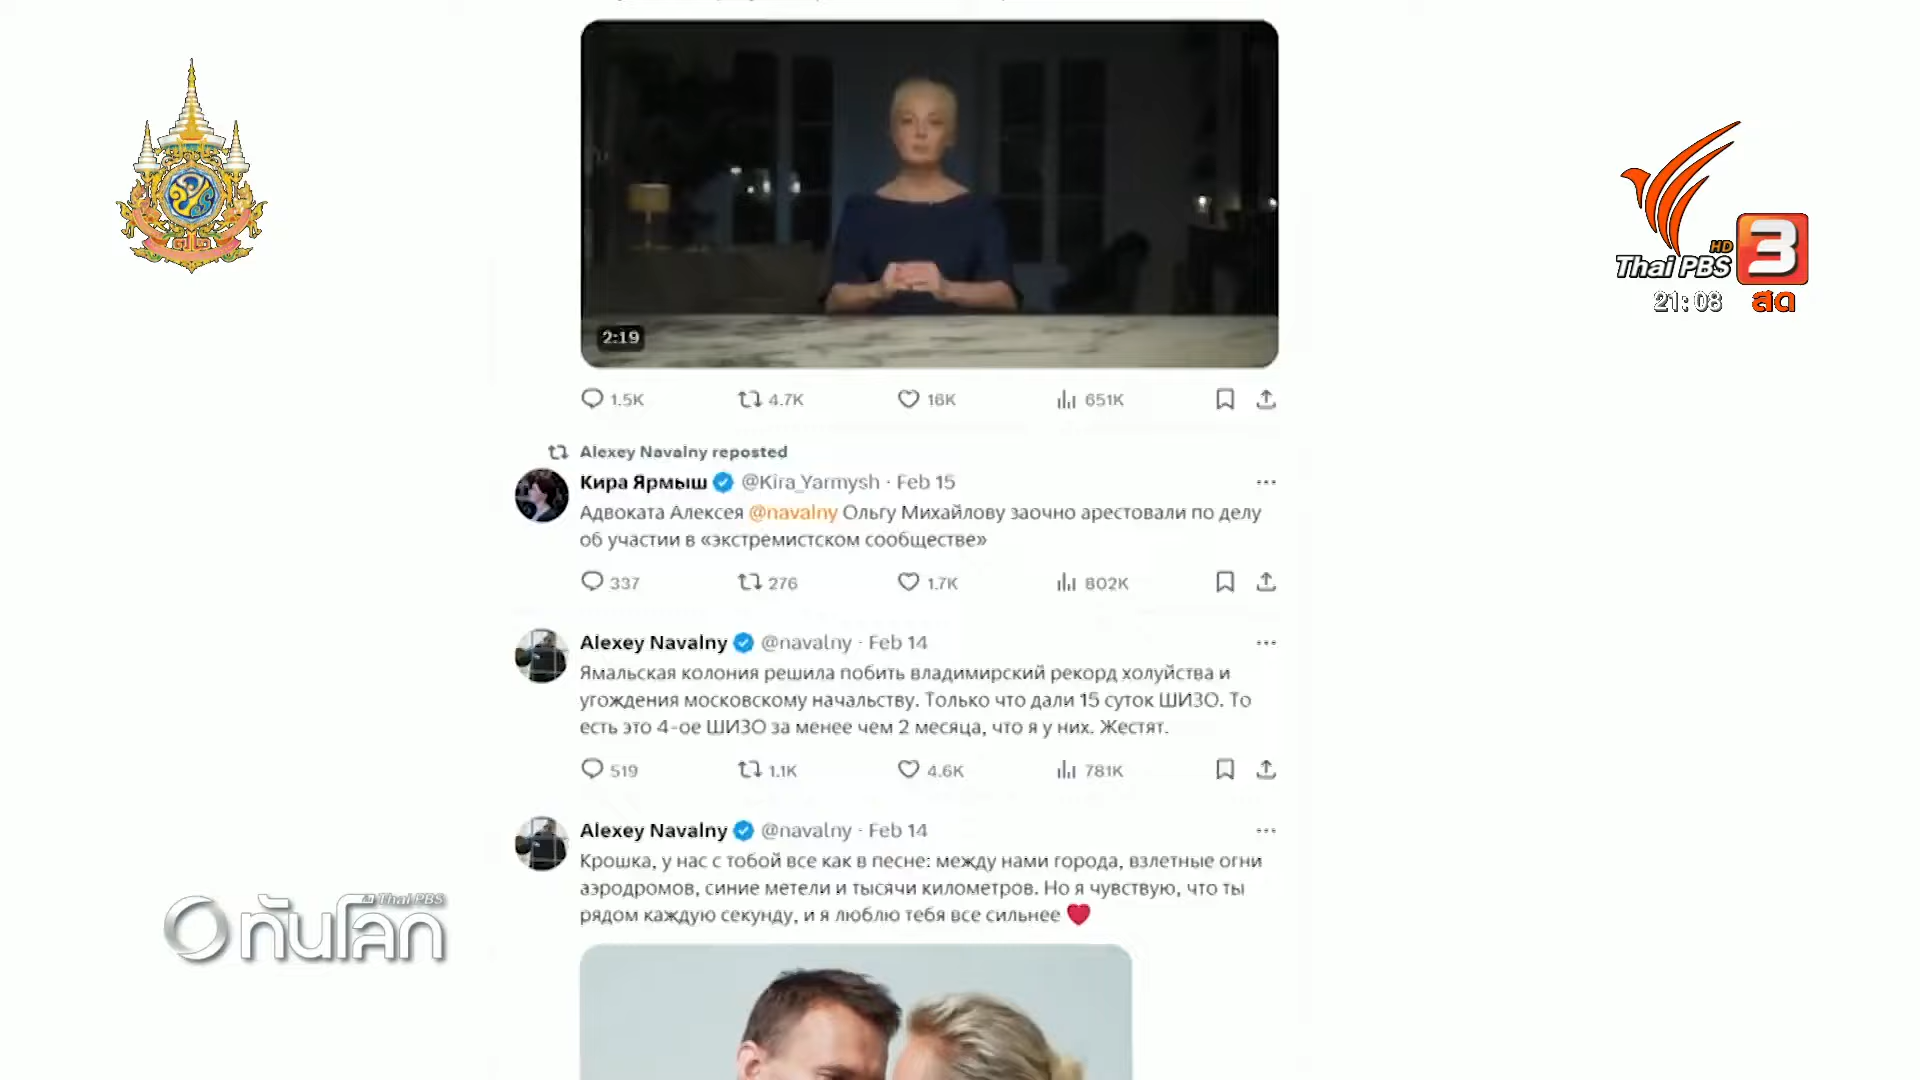 Thai PBS
HD
3
21:08 สด
2:19
1.5K 4.7K 16K 651K
Alexey Navalny reposted
Кира Ярмыш @Kira_Yarmysh · Feb 15
Адвоката Алексея @navalny Ольгу Михайлову заочно арестовали по делу
об участии в «экстремистском сообществе»
337 276 1.7K 802K
Alexey Navalny @navalny · Feb 14
Ямальская колония решила побить владимирский рекорд холуйства и
угождения московскому начальству. Только что дали 15 суток ШИЗО. То
есть это 4-ое ШИЗО за менее чем 2 месяца, что я у них. Жестят.
519 1.1K 4.6K 781K
Alexey Navalny @navalny · Feb 14
Крошка, у нас с тобой все как в песне: между нами города, взлетные огни
аэродромов, синие метели и тысячи километров. Но я чувствую, что ты
рядом каждую секунду, и я люблю тебя все сильнее ❤️
ที่ Thai PBS
ทันโลก